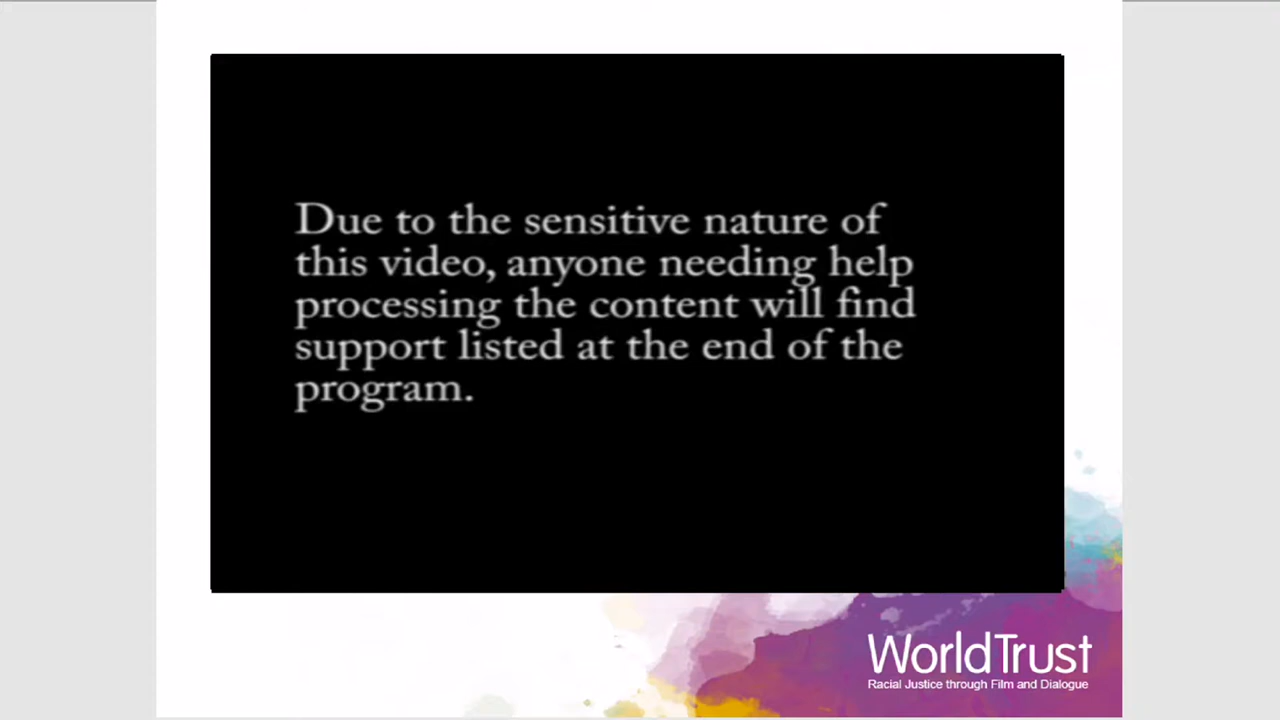 Due to the sensitive nature of
this video, anyone needing help
processing the content will find
support listed at the end of the
program.
WorldTrust
Racial Justice through Film and Dialogue